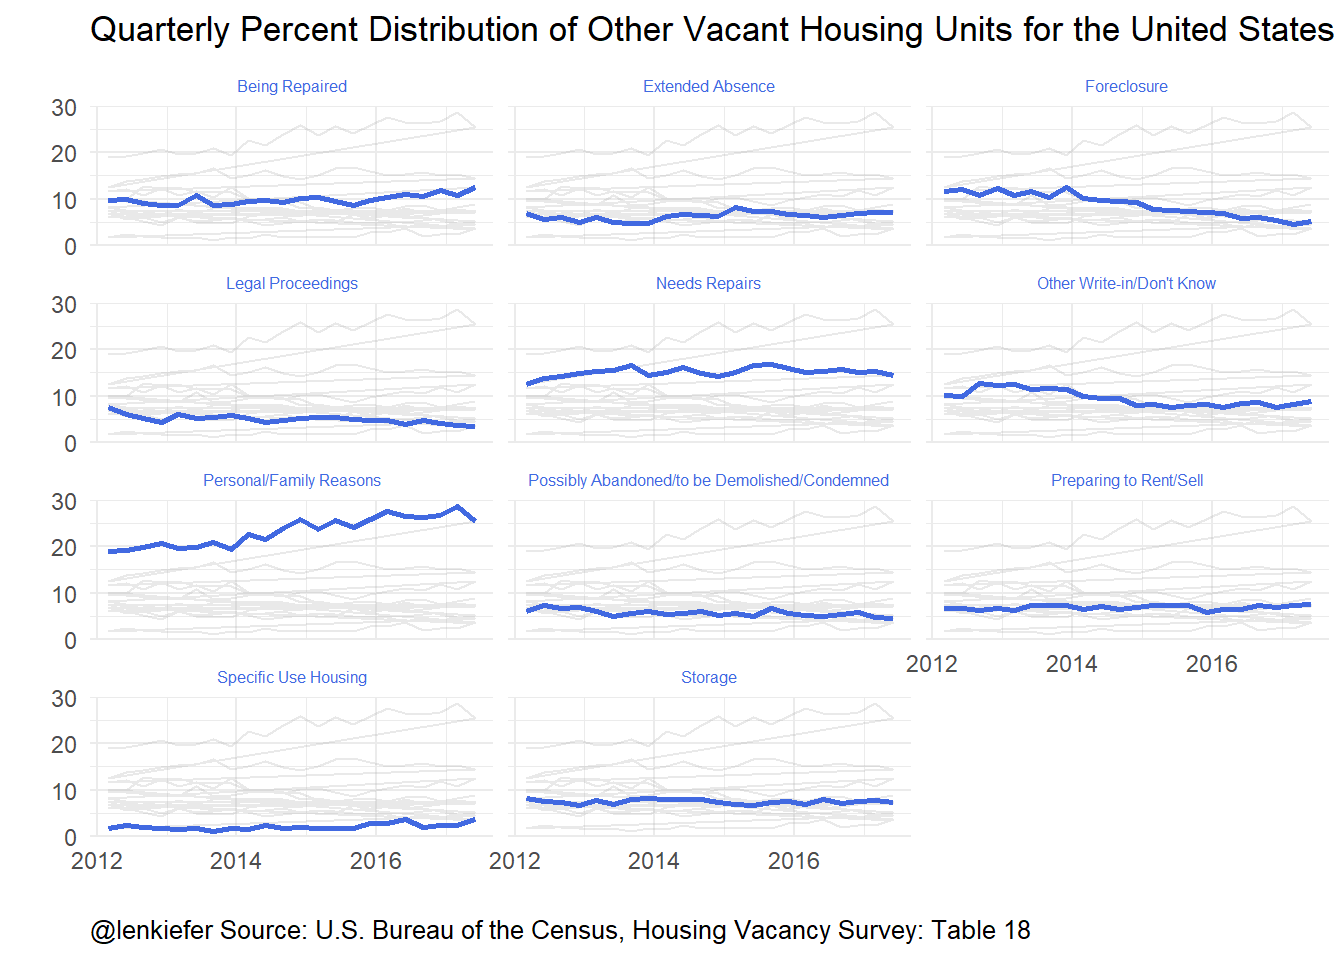 Quarterly Percent Distribution of Other Vacant Housing Units for the United States
Being Repaired
Extended Absence
Foreclosure
30
20
10
0
Legal Proceedings
Needs Repairs
Other Write-in/Don't Know
30
20
10
0
Personal/Family Reasons
Possibly Abandoned/to be Demolished/Condemned
Preparing to Rent/Sell
30
20
10
0
2012 2014 2016
Specific Use Housing
Storage
30
20
10
0
2012 2014 2016
2012 2014 2016
@lenkiefer Source: U.S. Bureau of the Census, Housing Vacancy Survey: Table 18